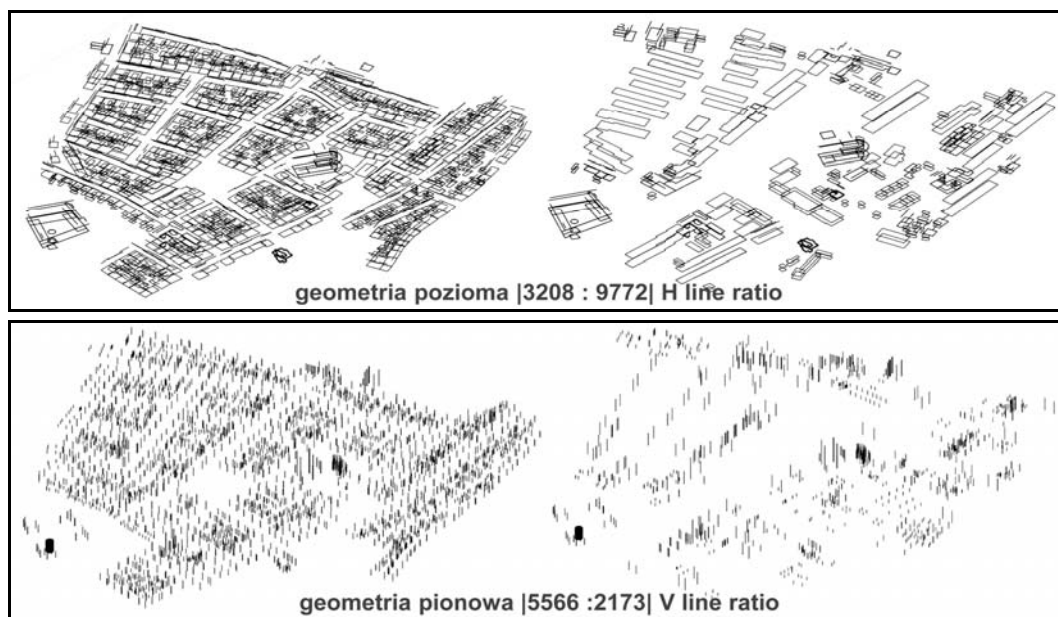 geometria pozioma |3208 : 9772| H line ratio
geometria pionowa |5566 :2173| V line ratio